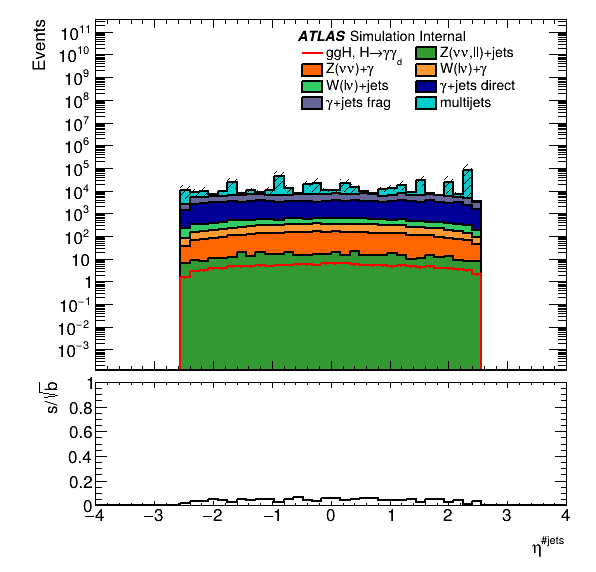 Events
ATLAS Simulation Internal
ggH, H→γγ_d
Z(νν,ll)+jets
Z(νν)+γ
W(lν)+γ
W(lν)+jets
γ+jets direct
γ+jets frag
multijets
10¹¹
10¹⁰
10⁹
10⁸
10⁷
10⁶
10⁵
10⁴
10³
10²
10
1
10⁻¹
10⁻²
10⁻³
s/√b
1
0.8
0.6
0.4
0.2
0
−4 −3 −2 −1 0 1 2 3 4
η^#jets